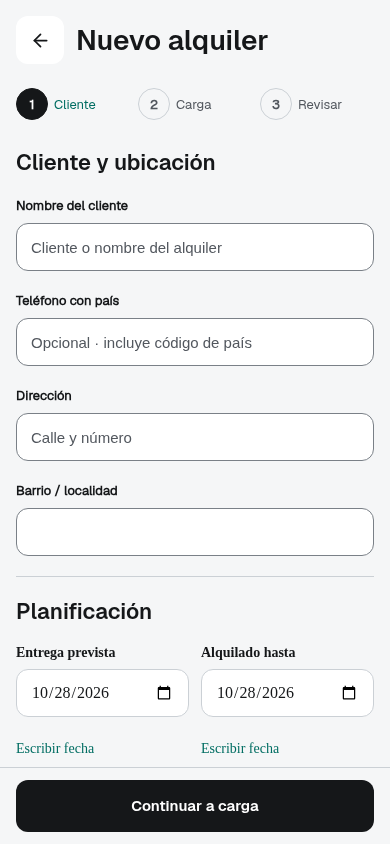 Nuevo alquiler
1 Cliente 2 Carga 3 Revisar
Cliente y ubicación
Nombre del cliente
Cliente o nombre del alquiler
Teléfono con país
Opcional · incluye código de país
Dirección
Calle y número
Barrio / localidad
Planificación
Entrega prevista Alquilado hasta
10/28/2026 10/28/2026
Escribir fecha Escribir fecha
Continuar a carga